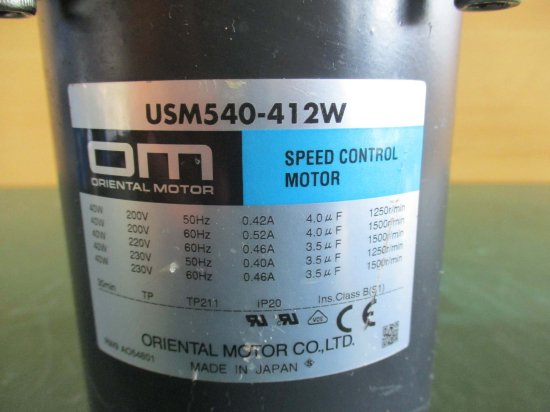 USM540-412W
OM
ORIENTAL MOTOR
SPEED CONTROL
MOTOR
40W 200V 50Hz 0.42A 4.0μF 1250r/min
40W 200V 60Hz 0.52A 4.0μF 1500r/min
40W 220V 60Hz 0.46A 3.5μF 1500r/min
40W 230V 50Hz 0.40A 3.5μF 1250r/min
40W 230V 60Hz 0.46A 3.5μF 1500r/min
30min TP TP211 IP20 Ins.Class B(S1)
VCS CE
ORIENTAL MOTOR CO.,LTD.
MADE IN JAPAN